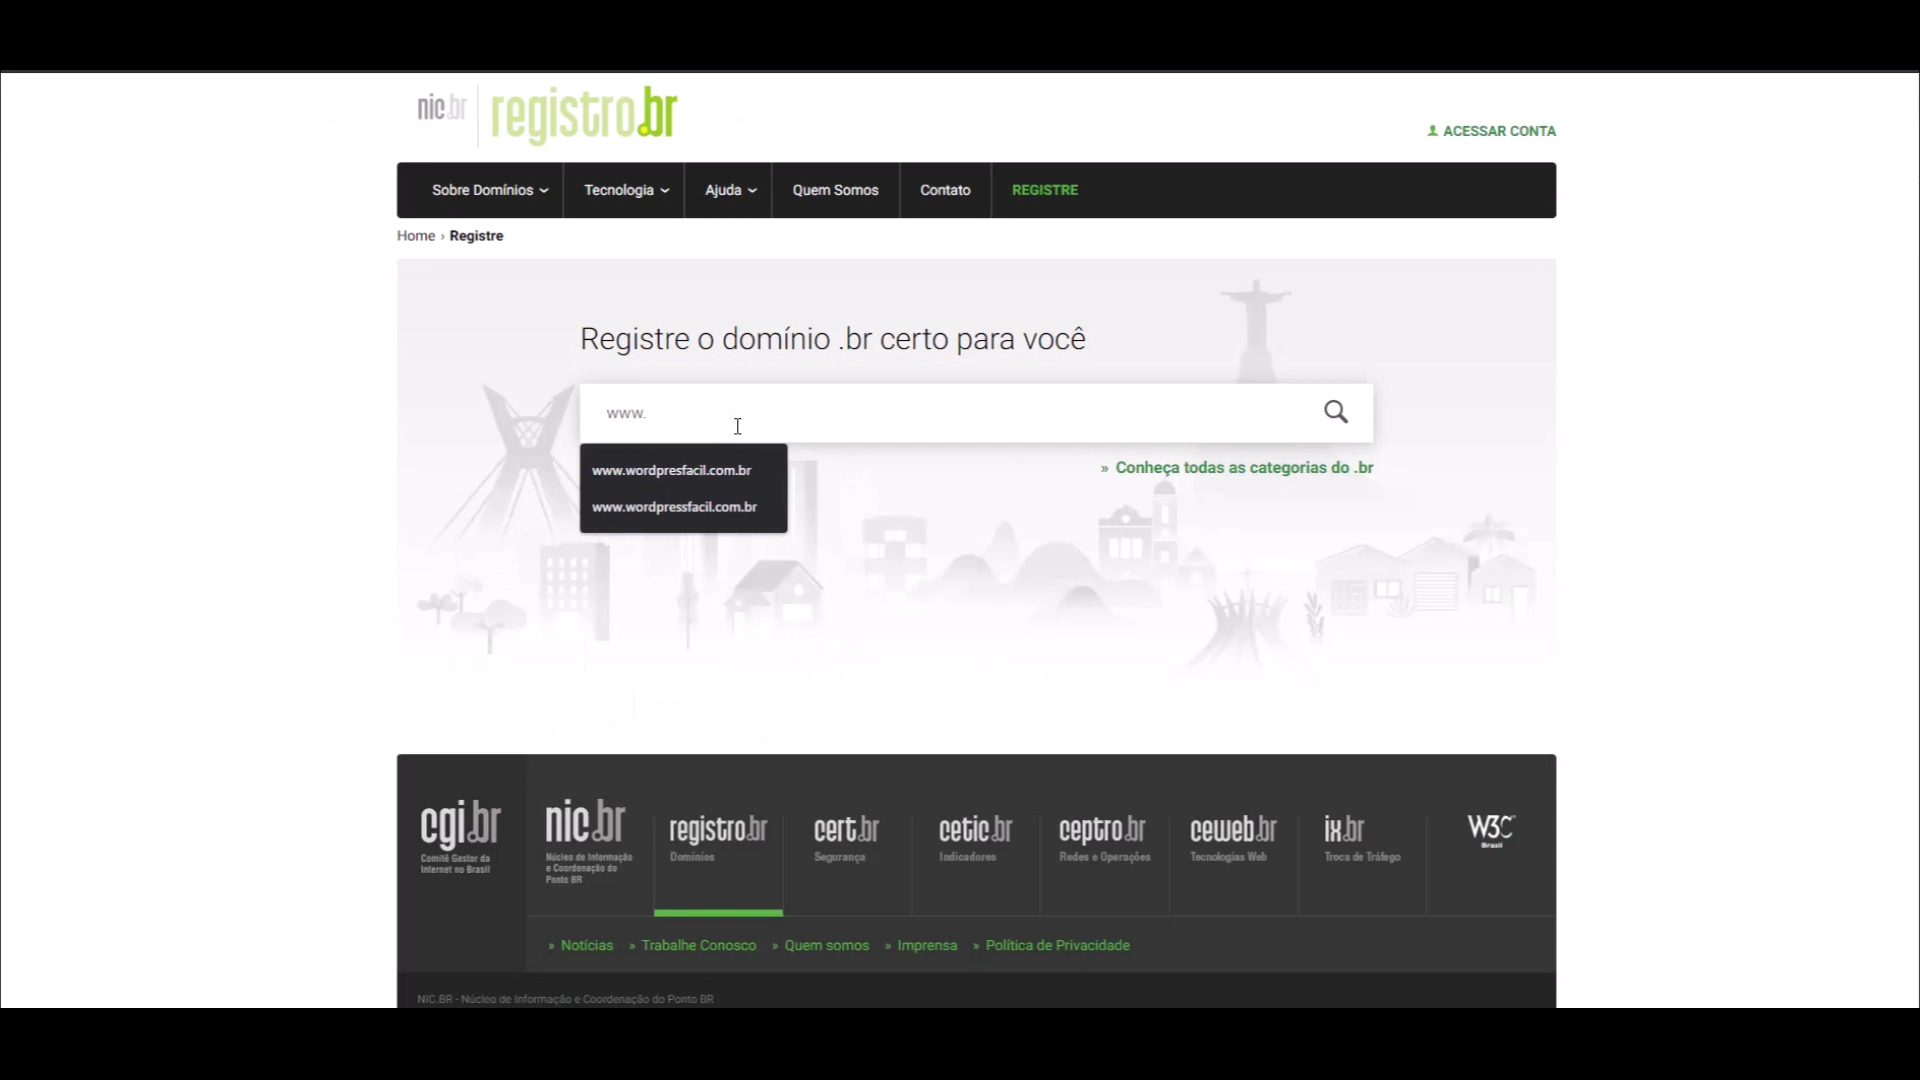 nic.br
registro.br
ACESSAR CONTA
Sobre Domínios
Tecnologia
Ajuda
Quem Somos
Contato
REGISTRE
Home › Registre
Registre o domínio .br certo para você
www.
www.wordpresfacil.com.br
www.wordpressfacil.com.br
» Conheça todas as categorias do .br
cgi.br
Comitê Gestor da
Internet no Brasil
nic.br
Núcleo de Informação
e Coordenação do
Ponto BR
registro.br
Domínios
cert.br
Segurança
cetic.br
Indicadores
ceptro.br
Redes e Operações
ceweb.br
Tecnologias Web
ix.br
Troca de Tráfego
W3C
Brasil
» Notícias » Trabalhe Conosco » Quem somos » Imprensa » Política de Privacidade
NIC.BR - Núcleo de Informação e Coordenação do Ponto BR